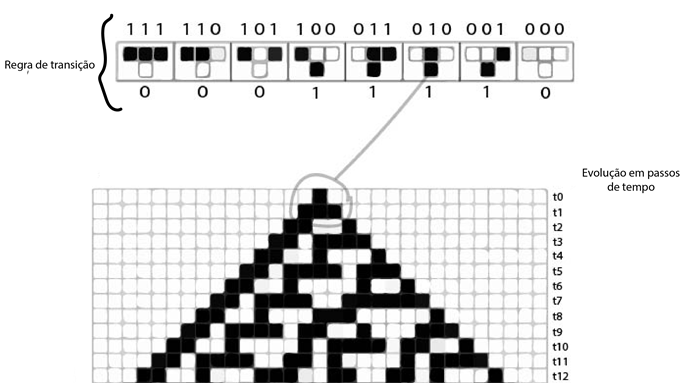 111 110 101 100 011 010 001 000
Regra de transição
0 0 0 1 1 1 1 0
Evolução em passos
de tempo
t0
t1
t2
t3
t4
t5
t6
t7
t8
t9
t10
t11
t12